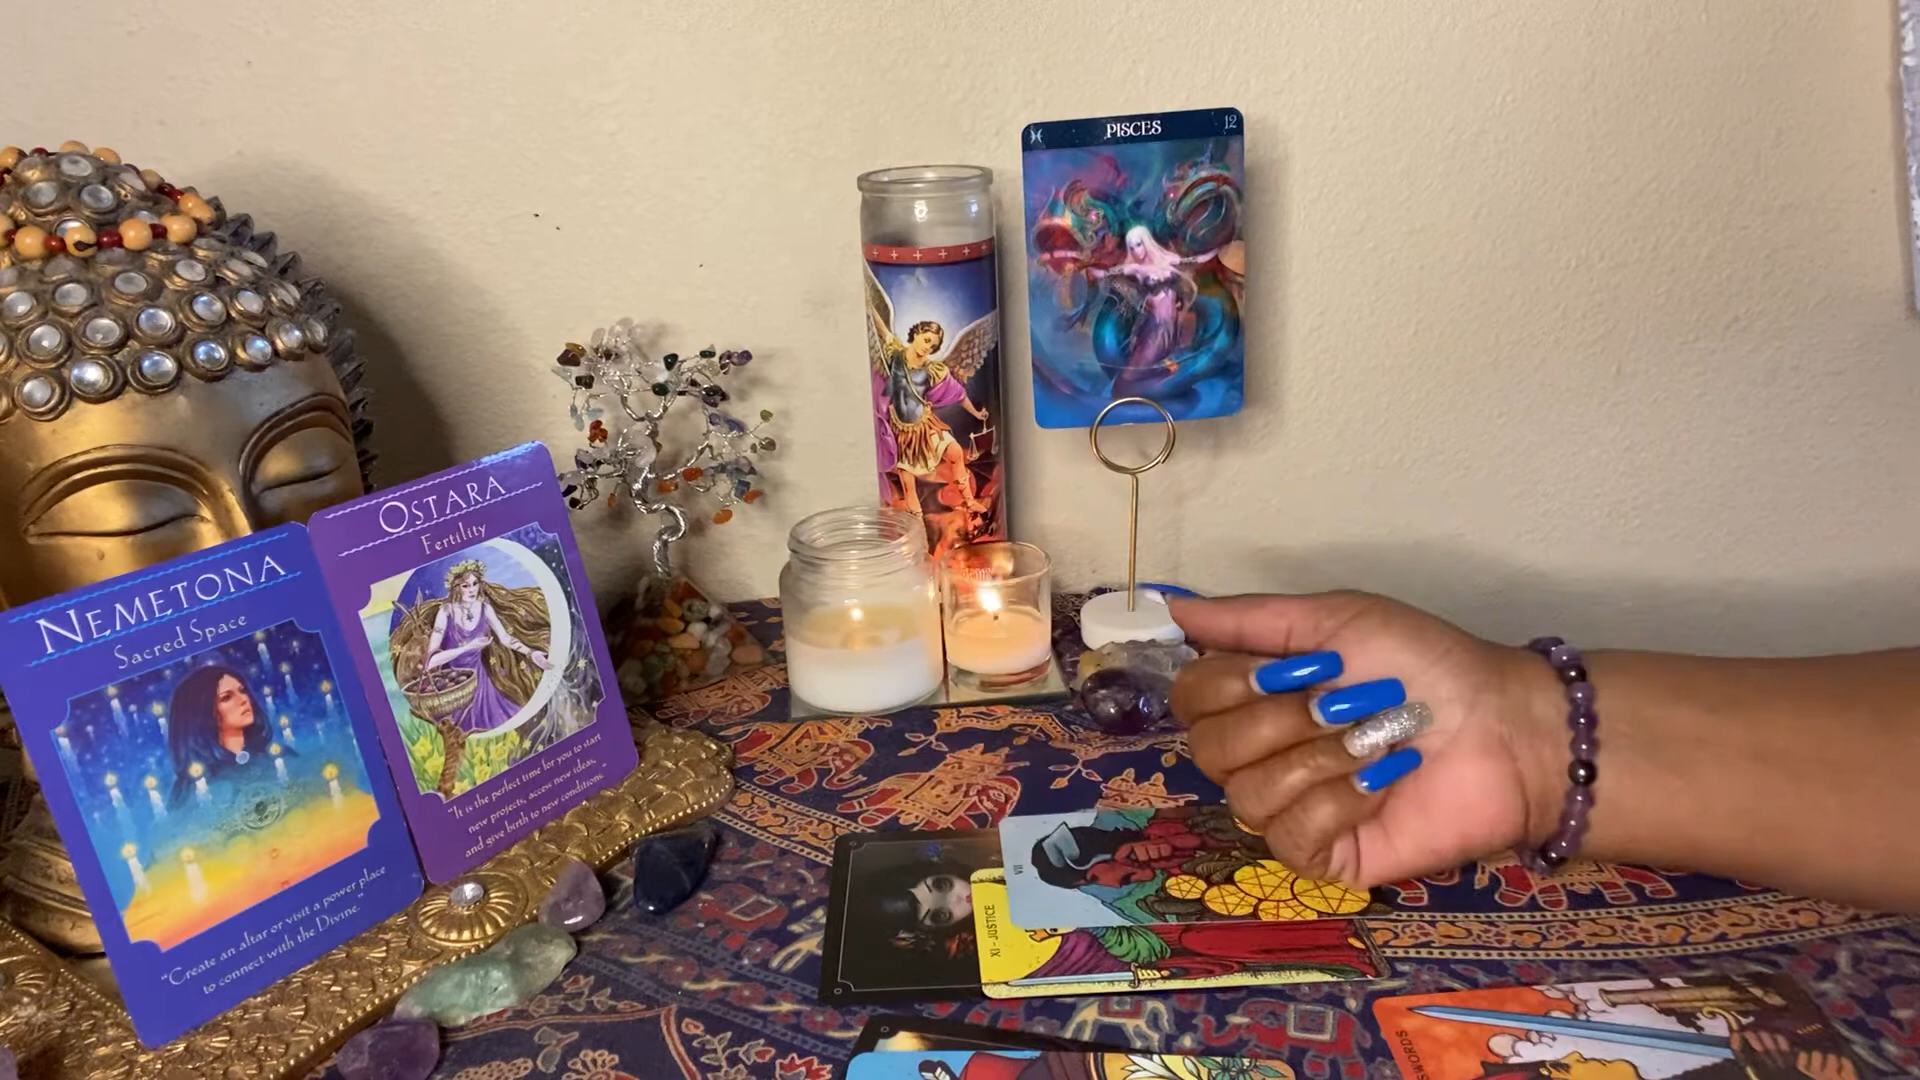 PISCES
12
OSTARA
Fertility
"It is the perfect time for you to start
new projects, access new ideas,
and give birth to new conditions."
NEMETONA
Sacred Space
"Create an altar or visit a power place
to connect with the Divine."
VII
XI - JUSTICE
SWORDS